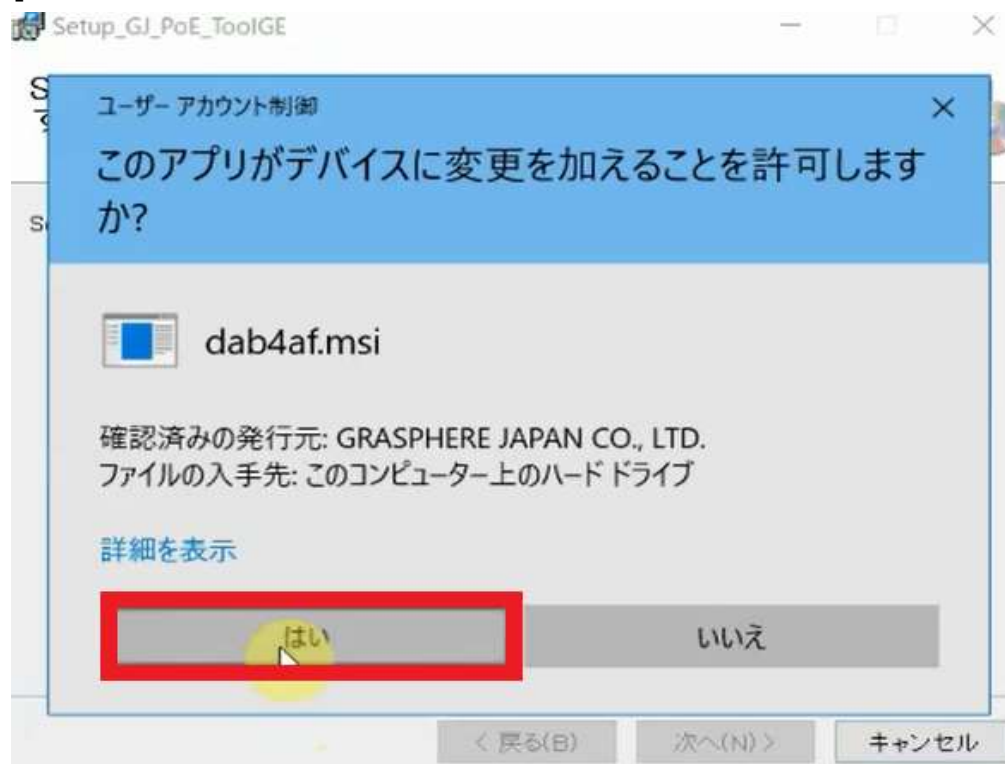 Setup_GJ_PoE_ToolGE
S
ユーザー アカウント制御
このアプリがデバイスに変更を加えることを許可します
か?
dab4af.msi
確認済みの発行元: GRASPHERE JAPAN CO., LTD.
ファイルの入手先: このコンピューター上のハード ドライブ
詳細を表示
はい
いいえ
< 戻る(B)
次へ(N) >
キャンセル